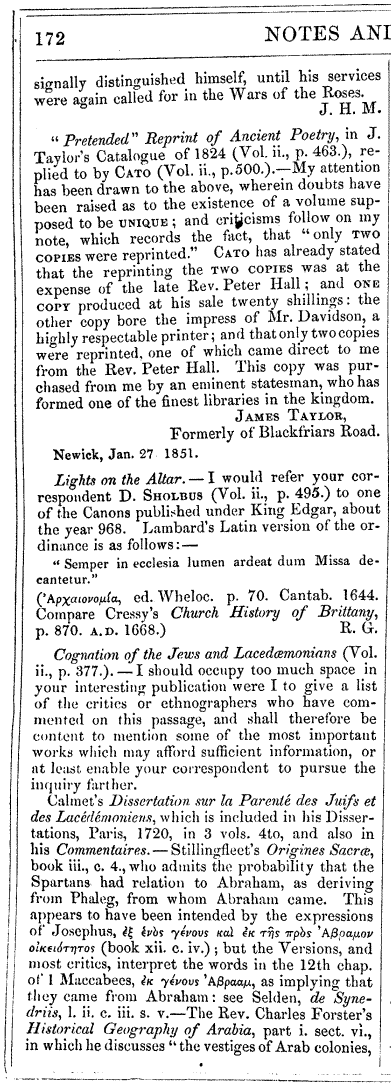 172 NOTES AND
signally distinguished himself, until his services
were again called for in the Wars of the Roses.
J. H. M.
"Pretended" Reprint of Ancient Poetry, in J.
Taylor's Catalogue of 1824 (Vol. ii., p. 463.), re-
plied to by CATO (Vol. ii., p.500.).—My attention
has been drawn to the above, wherein doubts have
been raised as to the existence of a volume sup-
posed to be UNIQUE; and criticisms follow on my
note, which records the fact, that "only TWO
COPIES were reprinted." CATO has already stated
that the reprinting the TWO COPIES was at the
expense of the late Rev. Peter Hall; and ONE
COPY produced at his sale twenty shillings: the
other copy bore the impress of Mr. Davidson, a
highly respectable printer; and that only two copies
were reprinted, one of which came direct to me
from the Rev. Peter Hall. This copy was pur-
chased from me by an eminent statesman, who has
formed one of the finest libraries in the kingdom.
JAMES TAYLOR,
Formerly of Blackfriars Road.
Newick, Jan. 27 1851.
Lights on the Altar.—I would refer your cor-
respondent D. SHOLBUS (Vol. ii., p. 495.) to one
of the Canons published under King Edgar, about
the year 968. Lambard's Latin version of the or-
dinance is as follows:—
"Semper in ecclesia lumen ardeat dum Missa de-
cantetur."
(Ἀρχαιονομία, ed. Wheloc. p. 70. Cantab. 1644.
Compare Cressy's Church History of Brittany,
p. 870. A.D. 1668.) R. G.
Cognation of the Jews and Lacedæmonians (Vol.
ii., p. 377.).—I should occupy too much space in
your interesting publication were I to give a list
of the critics or ethnographers who have com-
mented on this passage, and shall therefore be
content to mention some of the most important
works which may afford sufficient information, or
at least enable your correspondent to pursue the
inquiry farther.
Calmet's Dissertation sur la Parenté des Juifs et
des Lacédémoniens, which is included in his Disser-
tations, Paris, 1720, in 3 vols. 4to, and also in
his Commentaires.—Stillingfleet's Origines Sacræ,
book iii., c. 4., who admits the probability that the
Spartans had relation to Abraham, as deriving
from Phaleg, from whom Abraham came. This
appears to have been intended by the expressions
of Josephus, ἐξ ἑνὸς γένους καὶ ἐκ τῆς πρὸς Ἀβραμον
οἰκειότητος (book xii. c. iv.); but the Versions, and
most critics, interpret the words in the 12th chap.
of 1 Maccabees, ἐκ γένους Ἀβρααμ, as implying that
they came from Abraham: see Selden, de Syne-
driis, l. ii. c. iii. s. v.—The Rev. Charles Forster's
Historical Geography of Arabia, part i. sect. vi.,
in which he discusses "the vestiges of Arab colonies,